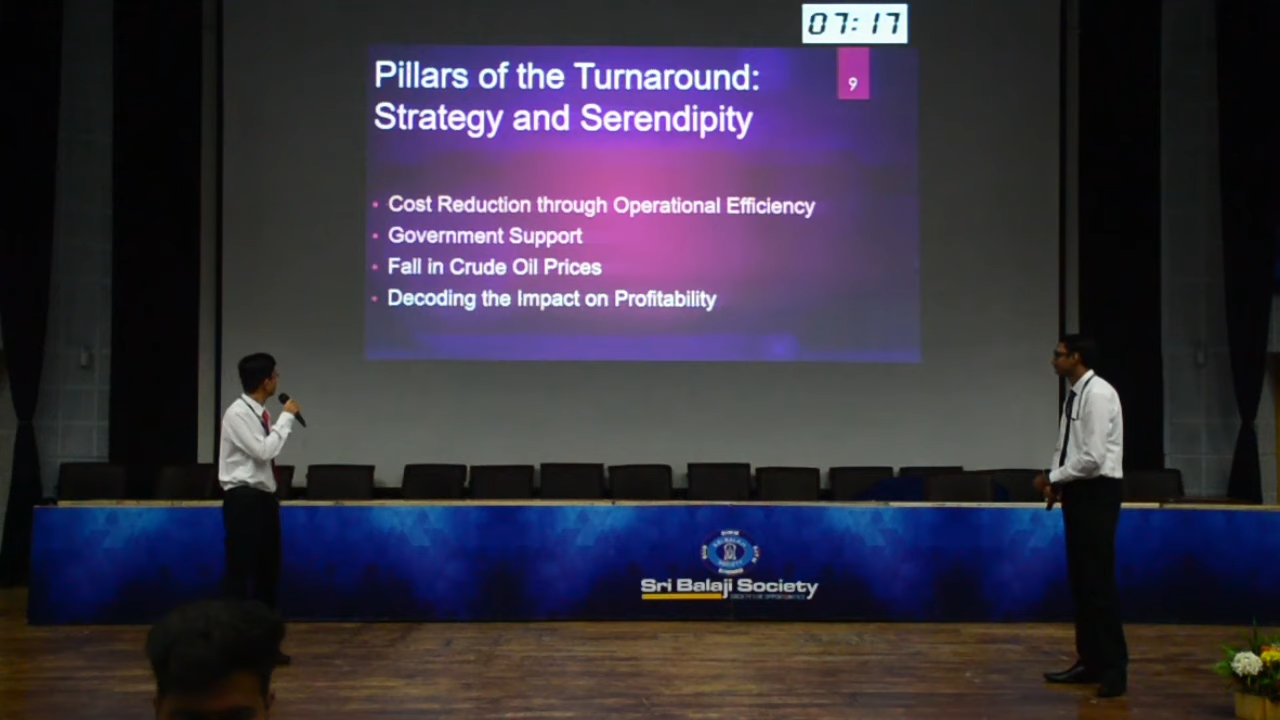 07:17
Pillars of the Turnaround:
9
Strategy and Serendipity
• Cost Reduction through Operational Efficiency
• Government Support
• Fall in Crude Oil Prices
• Decoding the Impact on Profitability
Sri Balaji Society